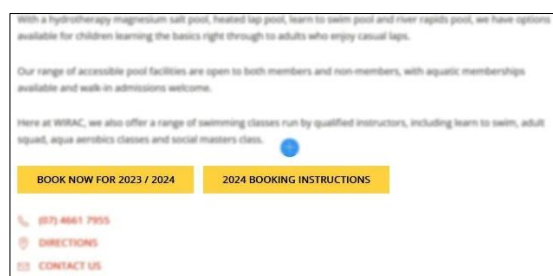 With a hydrotherapy magnesium salt pool, heated lap pool, learn to swim pool and river rapids pool, we have options
available for children learning the basics right through to adults who enjoy casual laps.
Our range of accessible pool facilities are open to both members and non-members, with aquatic memberships
available and walk-in admissions welcome.
Here at WIRAC, we also offer a range of swimming classes run by qualified instructors, including learn to swim, adult
squad, aqua aerobics classes and social masters class.
BOOK NOW FOR 2023 / 2024 2024 BOOKING INSTRUCTIONS
(07) 4661 7955
DIRECTIONS
CONTACT US